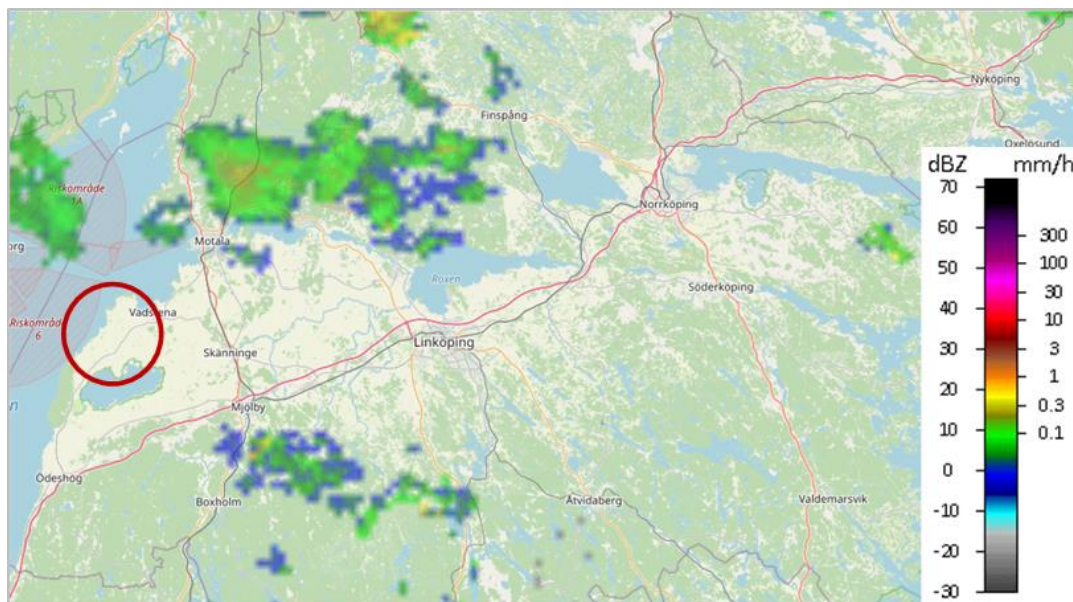 Finspång
Nyköping
Oxelösund
Riskområde
1A
Norrköping
Motala
Roxen
Söderköping
Vadstena
Riskområde
6
Skänninge
Linköping
Mjölby
Ödeshög
Boxholm
Åtvidaberg
Valdemarsvik
dBZ mm/h
70
60
50
40
30
20
10
0
-10
-20
-30
300
100
30
10
3
1
0.3
0.1